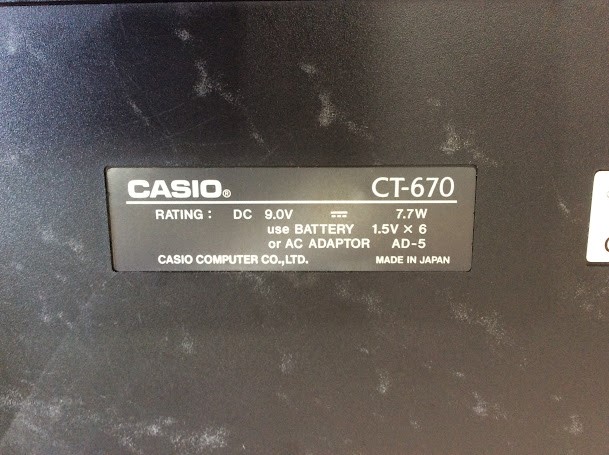 CASIO® CT-670
RATING : DC 9.0V ⎓ 7.7W
use BATTERY 1.5V × 6
or AC ADAPTOR AD-5
CASIO COMPUTER CO.,LTD. MADE IN JAPAN